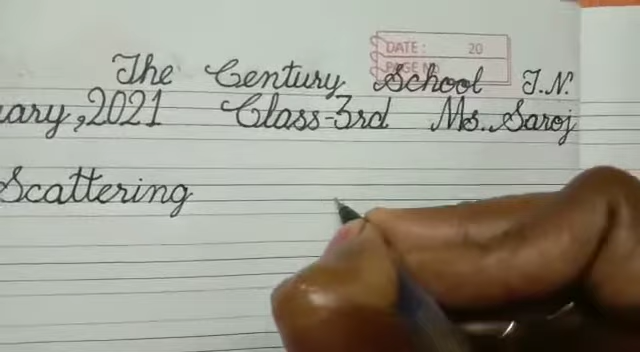 DATE : 20
PAGE No
The Century School J.N.
ary,2021 Class-3rd Ms. Saroj
Scattering